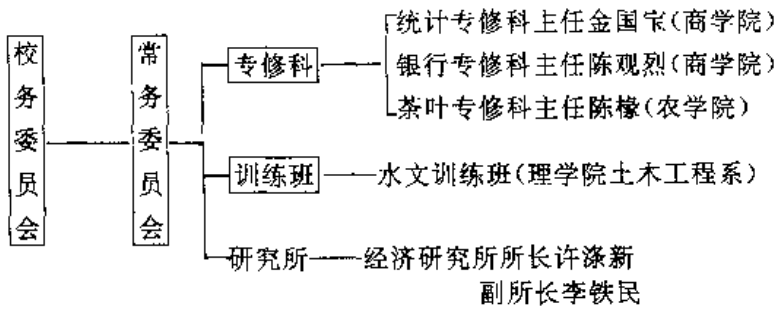 校务委员会
常务委员会
专修科
统计专修科主任金国宝(商学院)
银行专修科主任陈观烈(商学院)
茶叶专修科主任陈椽(农学院)
训练班
水文训练班(理学院土木工程系)
研究所
经济研究所所长许涤新
副所长李铁民